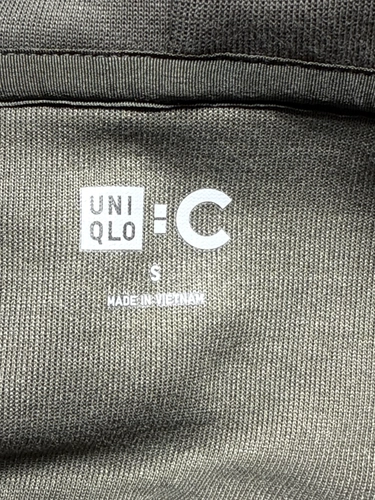 UNI
QLO : C
S
MADE IN VIETNAM